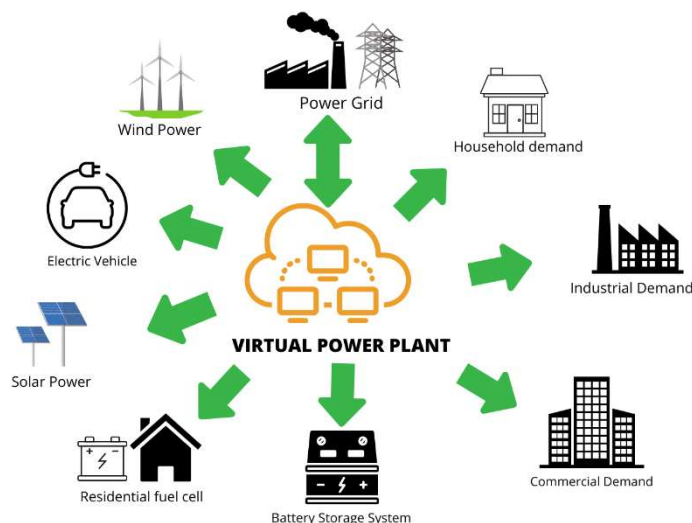 Power Grid
Wind Power
Household demand
Electric Vehicle
Industrial Demand
VIRTUAL POWER PLANT
Solar Power
Commercial Demand
Residential fuel cell
Battery Storage System